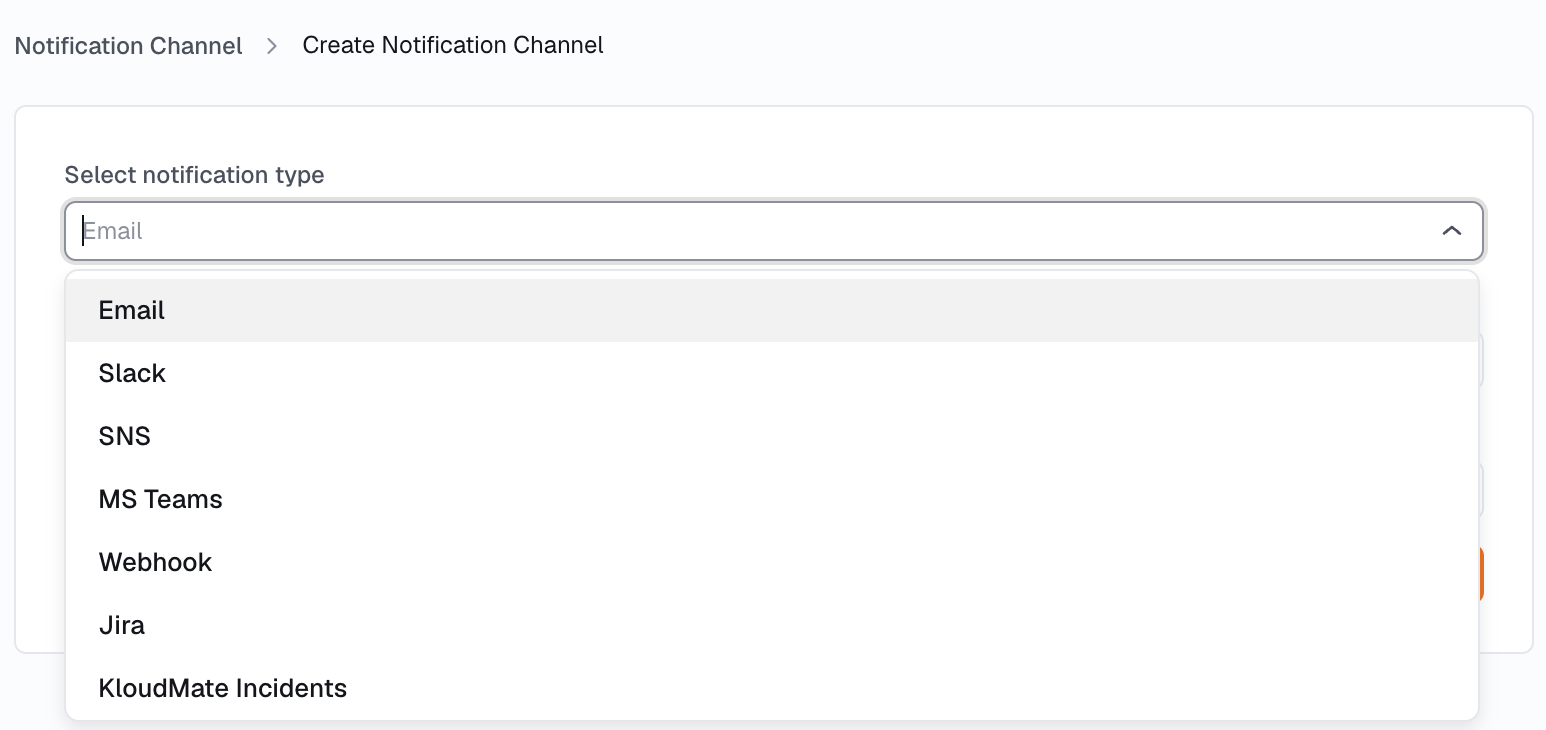 Notification Channel > Create Notification Channel
Select notification type
Email
Email
Slack
SNS
MS Teams
Webhook
Jira
KloudMate Incidents